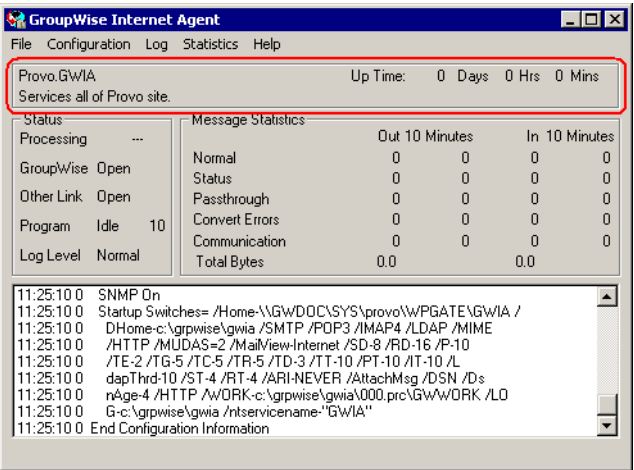 GroupWise Internet Agent
File Configuration Log Statistics Help
Provo.GWIA Up Time: 0 Days 0 Hrs 0 Mins
Services all of Provo site.
Status
Processing ---
GroupWise Open
Other Link Open
Program Idle 10
Log Level Normal
Message Statistics
Out 10 Minutes In 10 Minutes
Normal 0 0 0 0
Status 0 0 0 0
Passthrough 0 0 0 0
Convert Errors 0 0 0 0
Communication 0 0 0 0
Total Bytes 0.0 0.0
11:25:10 0 SNMP On
11:25:10 0 Startup Switches= /Home-\\GWDOC\SYS\provo\WPGATE\GWIA /
11:25:10 0 DHome-c:\grpwise\gwia /SMTP /POP3 /IMAP4 /LDAP /MIME
11:25:10 0 /HTTP /MUDAS=2 /MailView-Internet /SD-8 /RD-16 /P-10
11:25:10 0 /TE-2 /TG-5 /TC-5 /TR-5 /TD-3 /TT-10 /PT-10 /IT-10 /L
11:25:10 0 dapThrd-10 /ST-4 /RT-4 /ARI-NEVER /AttachMsg /DSN /Ds
11:25:10 0 nAge-4 /HTTP /WORK-c:\grpwise\gwia\000.prc\GWWORK /LO
11:25:10 0 G-c:\grpwise\gwia /ntservicename-"GWIA"
11:25:10 0 End Configuration Information